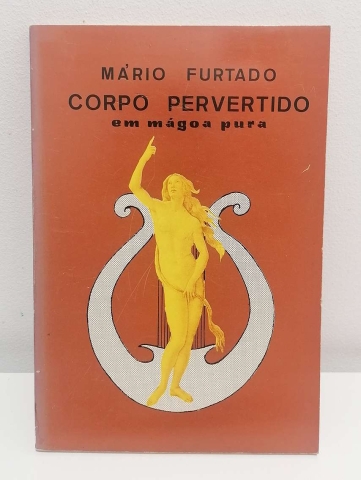 MÁRIO FURTADO
CORPO PERVERTIDO
em mágoa pura